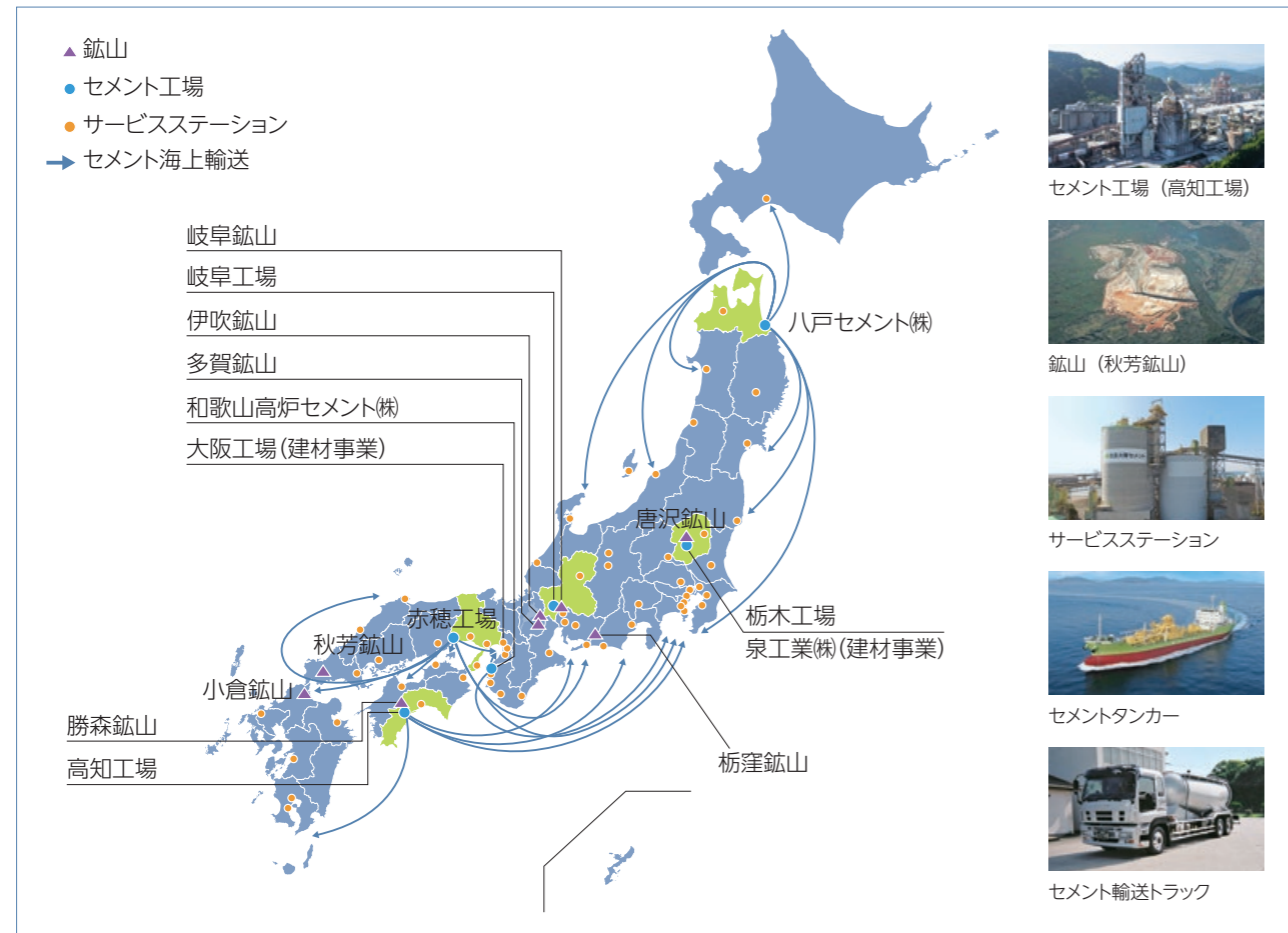 鉱山
セメント工場
サービスステーション
セメント海上輸送
岐阜鉱山
岐阜工場
伊吹鉱山
多賀鉱山
和歌山高炉セメント㈱
大阪工場(建材事業)
八戸セメント㈱
唐沢鉱山
栃木工場
泉工業㈱(建材事業)
赤穂工場
秋芳鉱山
小倉鉱山
勝森鉱山
高知工場
栃窪鉱山
セメント工場（高知工場）
鉱山（秋芳鉱山）
サービスステーション
セメントタンカー
セメント輸送トラック